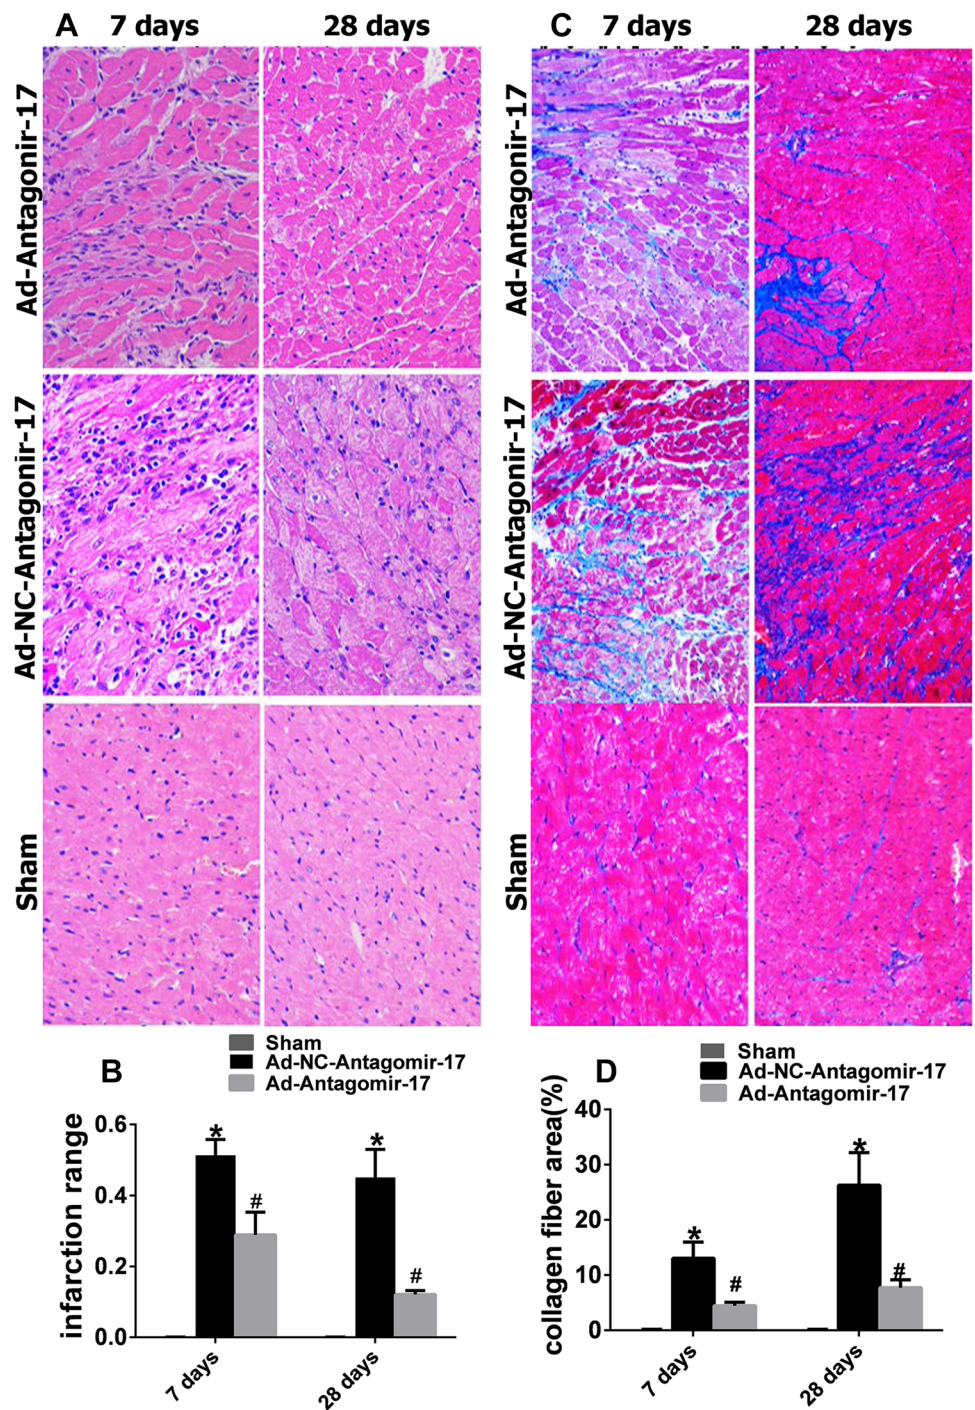 A 7 days 28 days
Ad-Antagonir-17
Ad-NC-Antagonir-17
Sham
C 7 days 28 days
Ad-Antagonir-17
Ad-NC-Antagonir-17
Sham
B
Sham
Ad-NC-Antagomir-17
Ad-Antagomir-17
infarction range
0.6
0.4
0.2
0.0
*
#
*
#
7 days
28 days
D
Sham
Ad-NC-Antagomir-17
Ad-Antagomir-17
collagen fiber area(%)
40
30
20
10
0
*
#
*
#
7 days
28 days